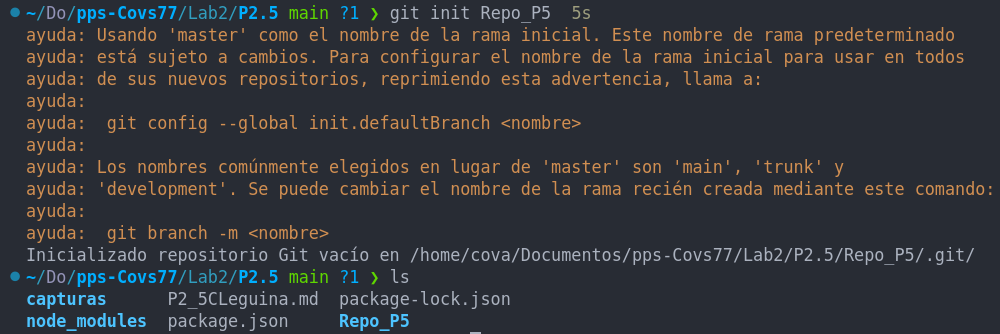 ~/Do/pps-Covs77/Lab2/P2.5 main ?1 ❯ git init Repo_P5 5s
ayuda: Usando 'master' como el nombre de la rama inicial. Este nombre de rama predeterminado
ayuda: está sujeto a cambios. Para configurar el nombre de la rama inicial para usar en todos
ayuda: de sus nuevos repositorios, reprimiendo esta advertencia, llama a:
ayuda:
ayuda:  git config --global init.defaultBranch <nombre>
ayuda:
ayuda: Los nombres comúnmente elegidos en lugar de 'master' son 'main', 'trunk' y
ayuda: 'development'. Se puede cambiar el nombre de la rama recién creada mediante este comando:
ayuda:
ayuda:  git branch -m <nombre>
Inicializado repositorio Git vacío en /home/cova/Documentos/pps-Covs77/Lab2/P2.5/Repo_P5/.git/
~/Do/pps-Covs77/Lab2/P2.5 main ?1 ❯ ls
capturas      P2_5CLeguina.md  package-lock.json
node_modules  package.json     Repo_P5